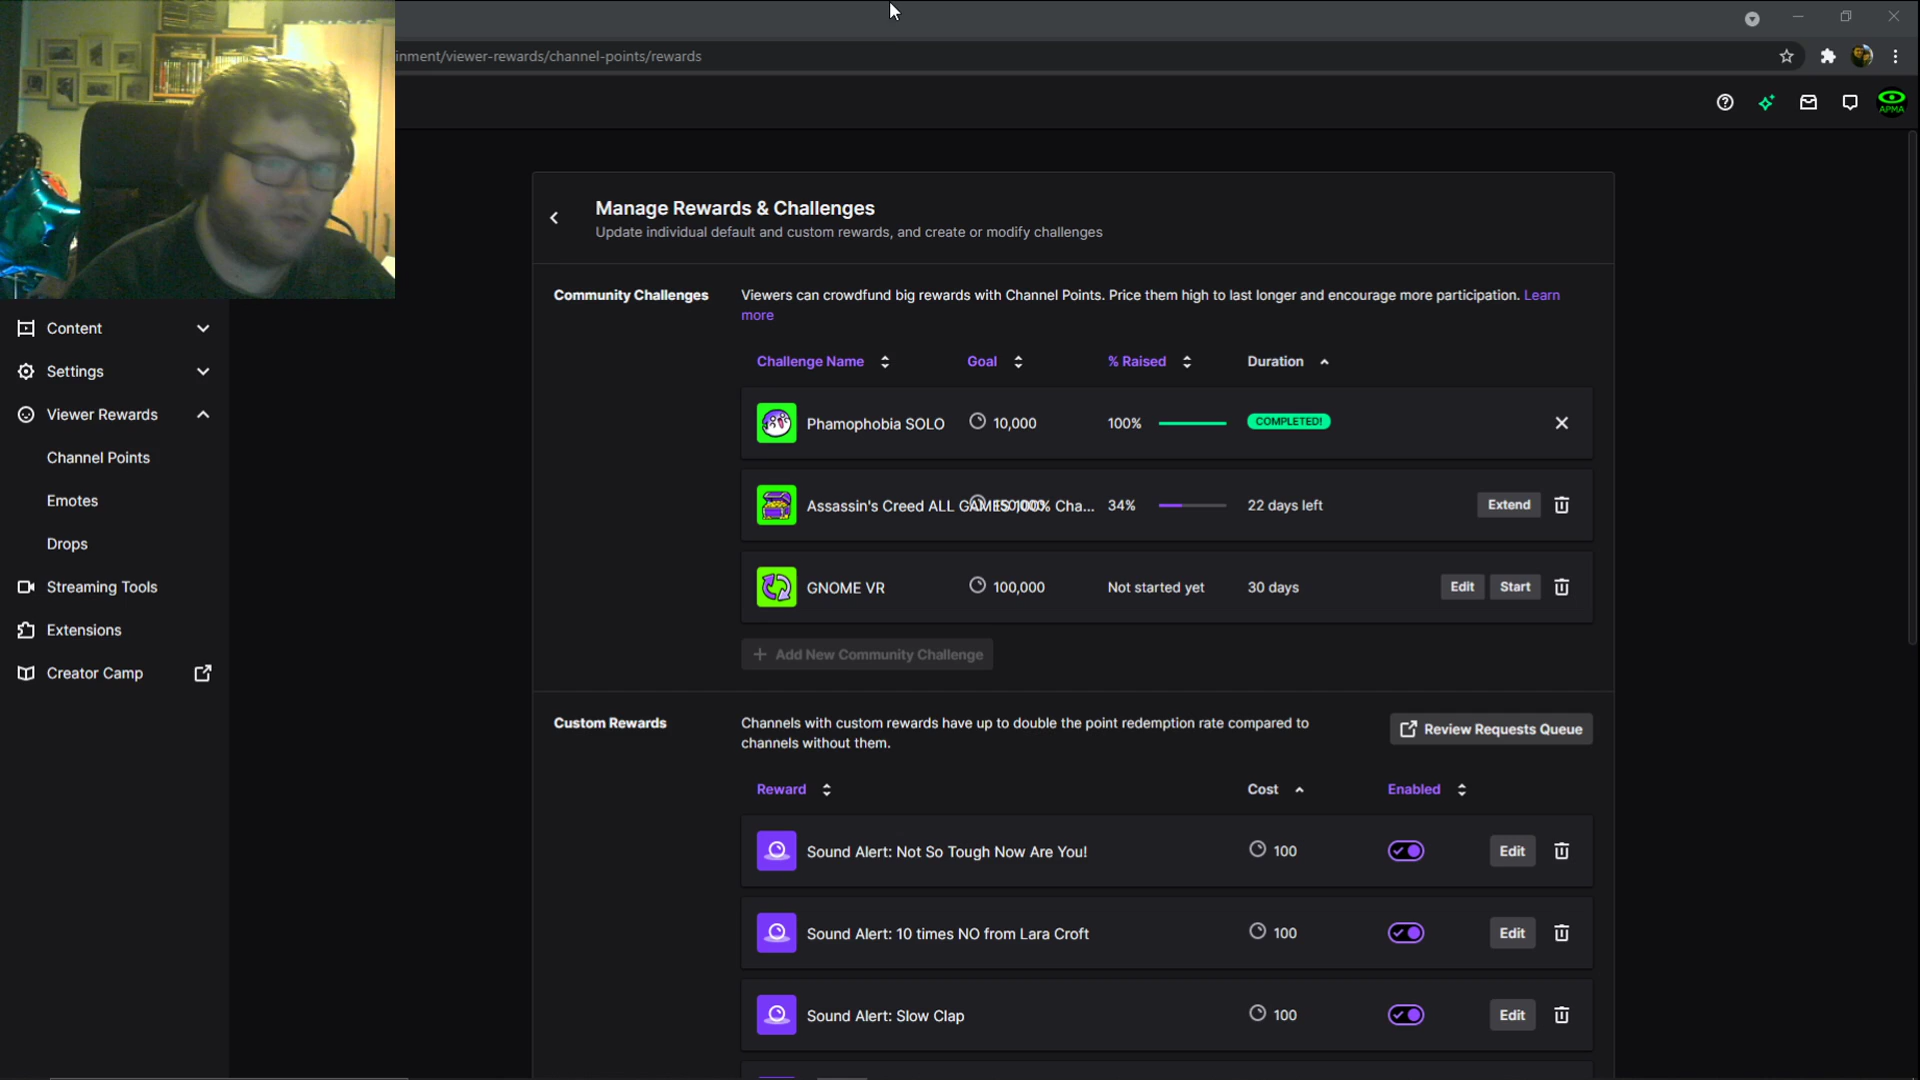 inment/viewer-rewards/channel-points/rewards
APMA
Manage Rewards & Challenges
Update individual default and custom rewards, and create or modify challenges
Community Challenges
Viewers can crowdfund big rewards with Channel Points. Price them high to last longer and encourage more participation. Learn
more
Challenge Name Goal % Raised Duration
Phamophobia SOLO 10,000 100% COMPLETED!
Assassin's Creed ALL GAMES 100% Cha... 34% 22 days left Extend
GNOME VR 100,000 Not started yet 30 days Edit Start
+ Add New Community Challenge
Content
Settings
Viewer Rewards
Channel Points
Emotes
Drops
Streaming Tools
Extensions
Creator Camp
Custom Rewards
Channels with custom rewards have up to double the point redemption rate compared to
channels without them.
Review Requests Queue
Reward Cost Enabled
Sound Alert: Not So Tough Now Are You! 100 Edit
Sound Alert: 10 times NO from Lara Croft 100 Edit
Sound Alert: Slow Clap 100 Edit